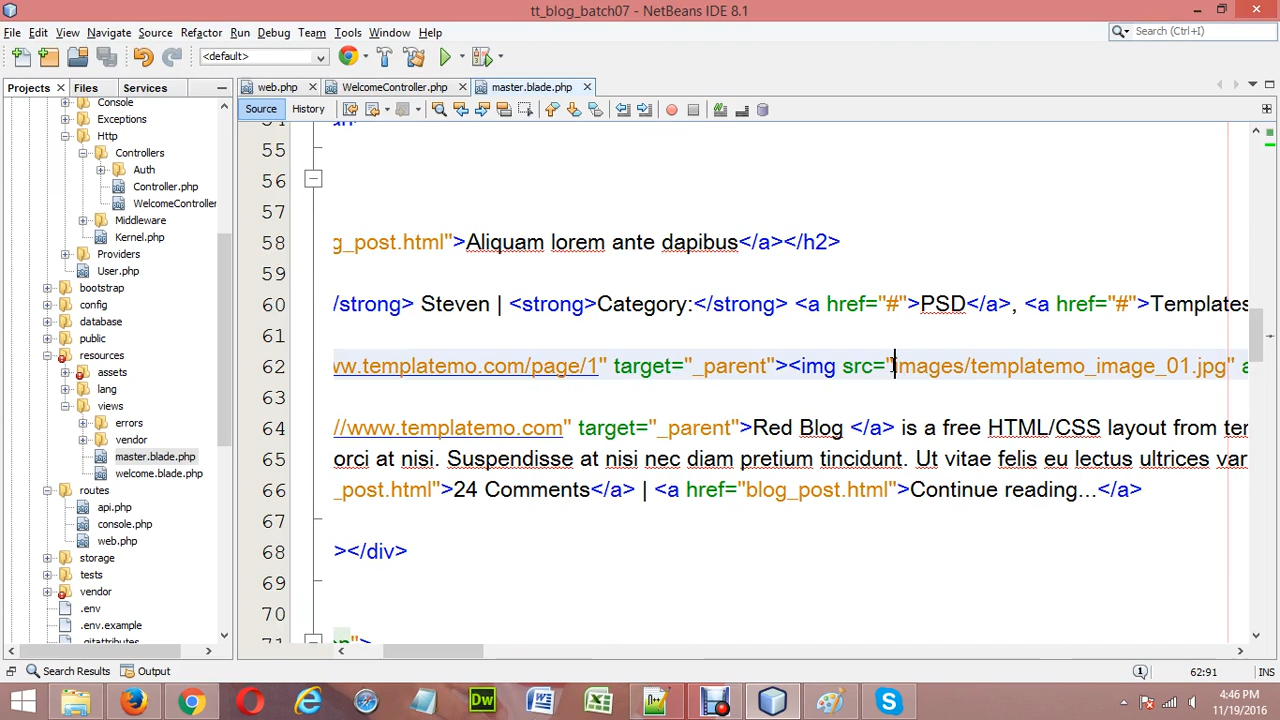 tt_blog_batch07 - NetBeans IDE 8.1
File Edit View Navigate Source Refactor Run Debug Team Tools Window Help
Search (Ctrl+I)
<default>
Projects Files Services
web.php WelcomeController.php master.blade.php
Source History
Console
Exceptions
Http
Controllers
Auth
Controller.php
WelcomeController
Middleware
Kernel.php
Providers
User.php
bootstrap
config
database
public
resources
assets
lang
views
errors
vendor
master.blade.php
welcome.blade.php
routes
api.php
console.php
web.php
storage
tests
vendor
.env
.env.example
.gitattributes
55
56
57
58 g_post.html">Aliquam lorem ante dapibus</a></h2>
59
60 /strong> Steven | <strong>Category:</strong> <a href="#">PSD</a>, <a href="#">Templates
61
62 ww.templatemo.com/page/1" target="_parent"><img src="images/templatemo_image_01.jpg" a
63
64 //www.templatemo.com" target="_parent">Red Blog </a> is a free HTML/CSS layout from ter
65 orci at nisi. Suspendisse at nisi nec diam pretium tincidunt. Ut vitae felis eu lectus ultrices var
66 _post.html">24 Comments</a> | <a href="blog_post.html">Continue reading...</a>
67
68 ></div>
69
70
71 on">
Search Results Output
1 62:91 INS
4:46 PM
11/19/2016